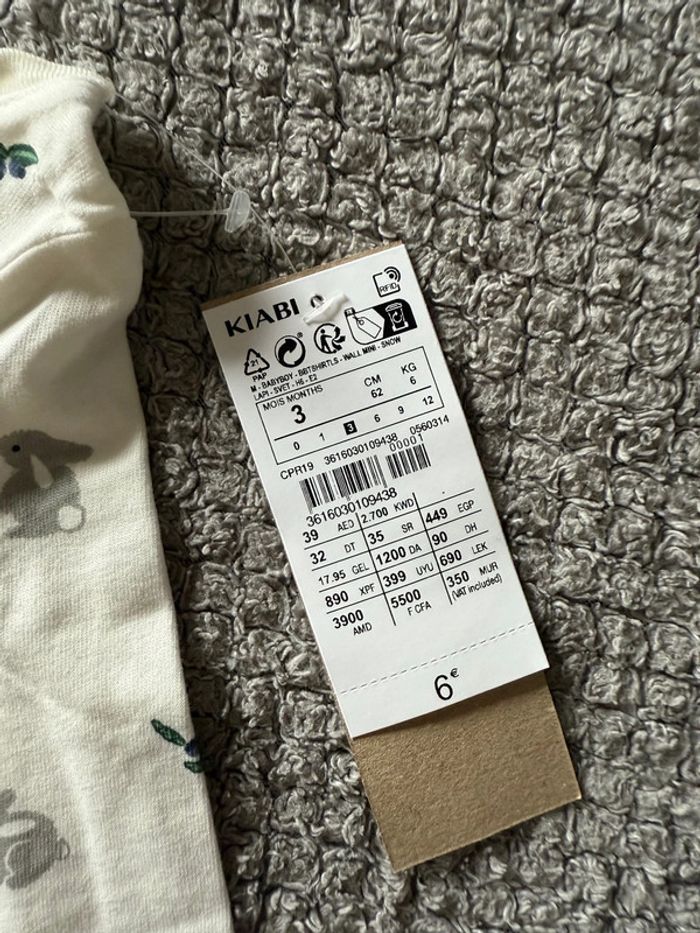 KIABI
RFID
21
PAP
M - BABYBOY - BBTSHIRTLS - WALL MINI - SNOW
LAPI - SVET - H6 - E2
MOIS MONTHS CM KG
3 62 6
0 1 3 6 9 12
CPR19 3616030109438 0560314
00001
3616030109438
39 AED 2.700 KWD
32 DT 35 SR 449 EGP
17.95 GEL 1200 DA 90 DH
890 XPF 399 UYU 690 LEK
3900 AMD 5500 F CFA 350 MUR
(VAT included)
6€